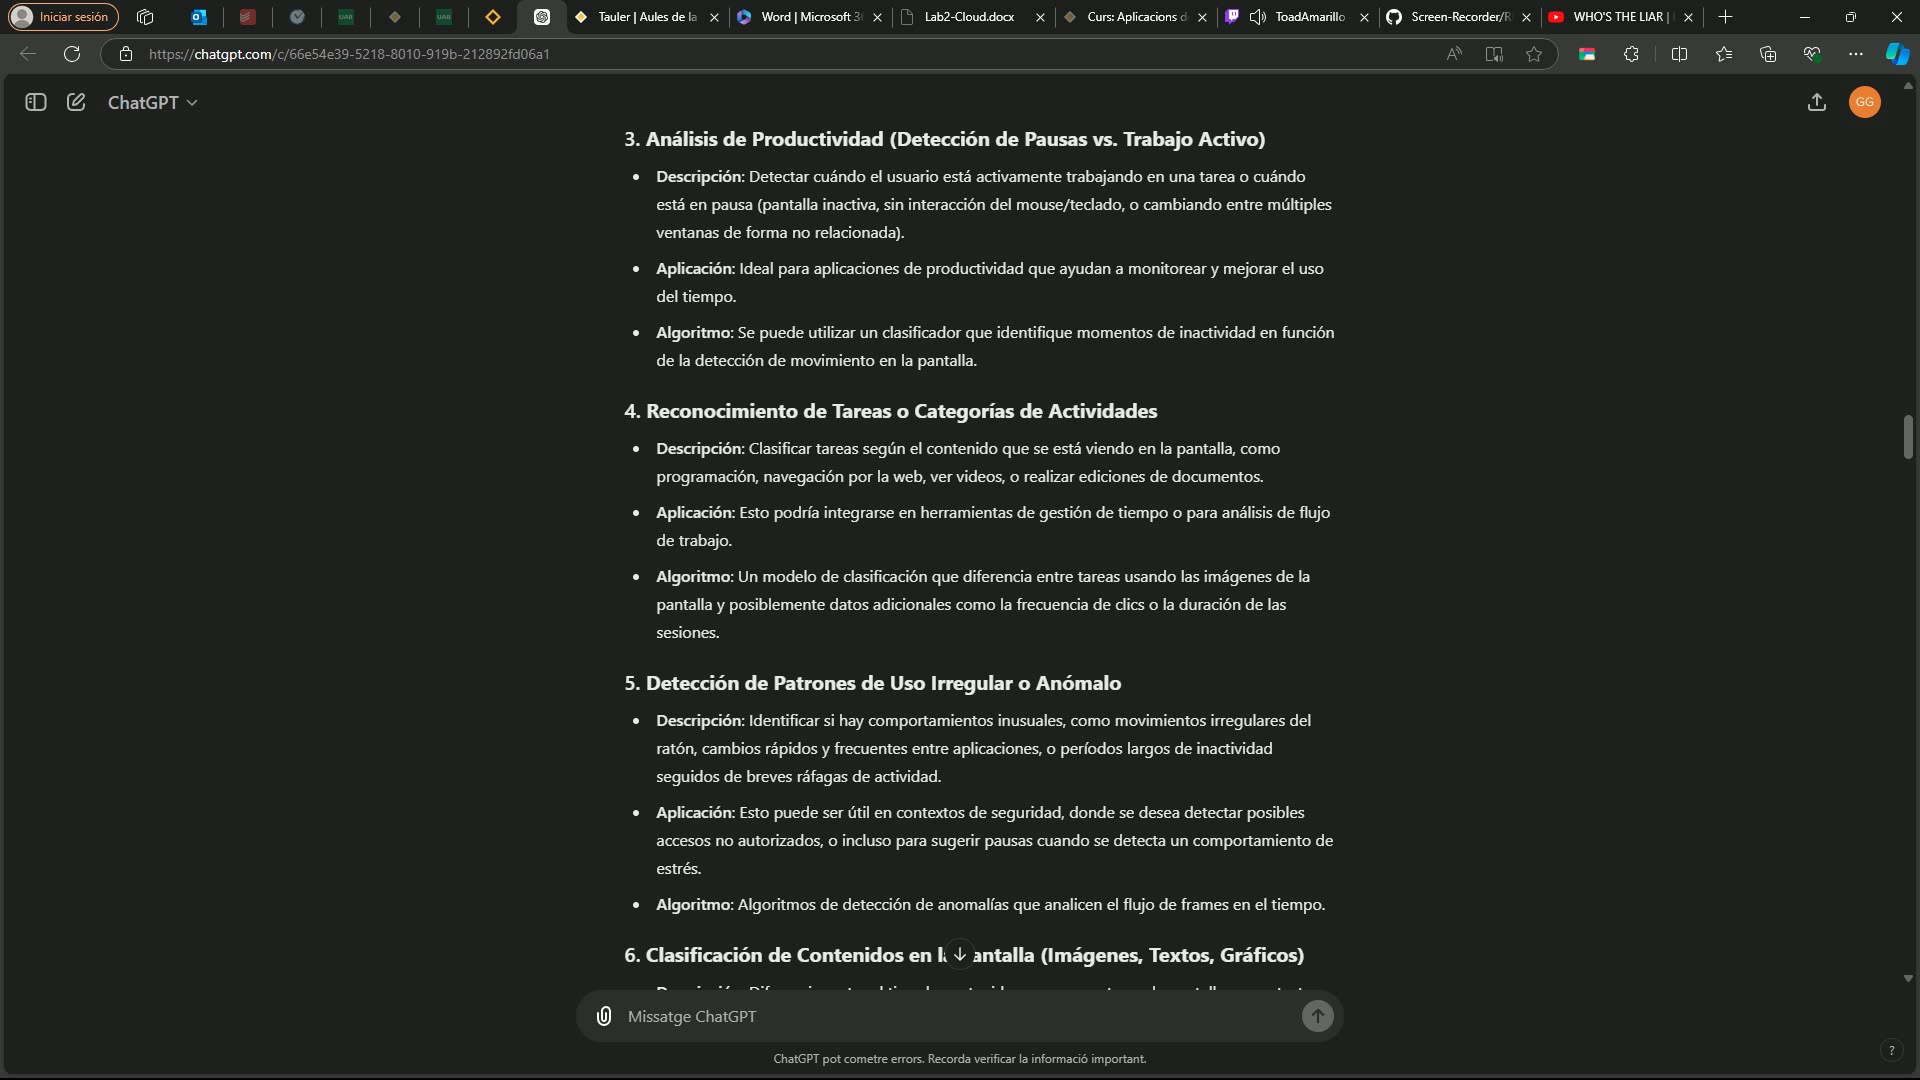 Iniciar sesión
UAB
UAB
Tauler | Aules de la
Word | Microsoft 3
Lab2-Cloud.docx
Curs: Aplicacions d
ToadAmarillo
Screen-Recorder/R
WHO'S THE LIAR |
https://chatgpt.com/c/66e54e39-5218-8010-919b-212892fd06a1
ChatGPT
GG
3. Análisis de Productividad (Detección de Pausas vs. Trabajo Activo)
• Descripción: Detectar cuándo el usuario está activamente trabajando en una tarea o cuándo
está en pausa (pantalla inactiva, sin interacción del mouse/teclado, o cambiando entre múltiples
ventanas de forma no relacionada).
• Aplicación: Ideal para aplicaciones de productividad que ayudan a monitorear y mejorar el uso
del tiempo.
• Algoritmo: Se puede utilizar un clasificador que identifique momentos de inactividad en función
de la detección de movimiento en la pantalla.
4. Reconocimiento de Tareas o Categorías de Actividades
• Descripción: Clasificar tareas según el contenido que se está viendo en la pantalla, como
programación, navegación por la web, ver videos, o realizar ediciones de documentos.
• Aplicación: Esto podría integrarse en herramientas de gestión de tiempo o para análisis de flujo
de trabajo.
• Algoritmo: Un modelo de clasificación que diferencia entre tareas usando las imágenes de la
pantalla y posiblemente datos adicionales como la frecuencia de clics o la duración de las
sesiones.
5. Detección de Patrones de Uso Irregular o Anómalo
• Descripción: Identificar si hay comportamientos inusuales, como movimientos irregulares del
ratón, cambios rápidos y frecuentes entre aplicaciones, o períodos largos de inactividad
seguidos de breves ráfagas de actividad.
• Aplicación: Esto puede ser útil en contextos de seguridad, donde se desea detectar posibles
accesos no autorizados, o incluso para sugerir pausas cuando se detecta un comportamiento de
estrés.
• Algoritmo: Algoritmos de detección de anomalías que analicen el flujo de frames en el tiempo.
6. Clasificación de Contenidos en la Pantalla (Imágenes, Textos, Gráficos)
Missatge ChatGPT
ChatGPT pot cometre errors. Recorda verificar la informació important.
?